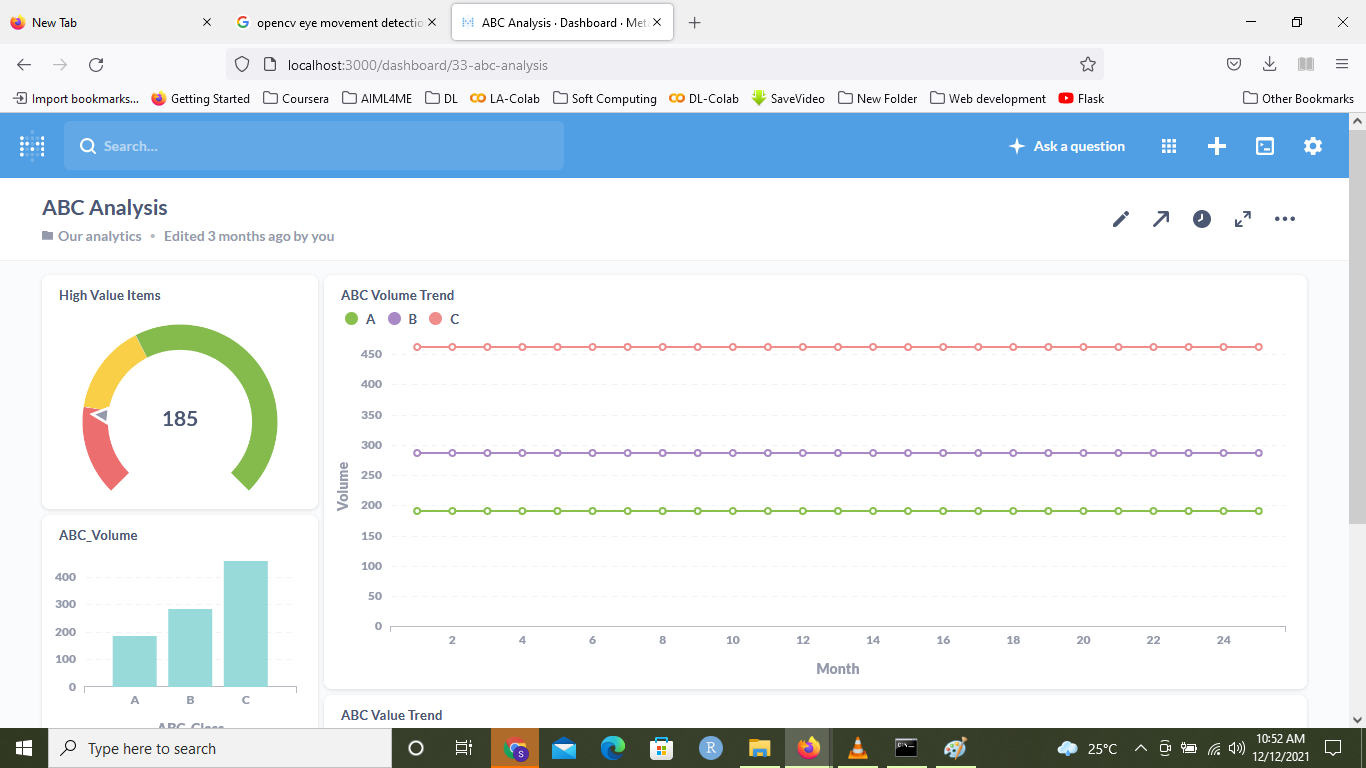 New Tab
opencv eye movement detectio
ABC Analysis · Dashboard · Met
localhost:3000/dashboard/33-abc-analysis
Import bookmarks... Getting Started Coursera AIML4ME DL LA-Colab Soft Computing DL-Colab SaveVideo New Folder Web development Flask Other Bookmarks
Search... Ask a question
ABC Analysis
Our analytics • Edited 3 months ago by you
High Value Items
185
ABC_Volume
400
300
200
100
0
A B C
ABC Volume Trend
A B C
450
400
350
300
250
200
150
100
50
0
Volume
2 4 6 8 10 12 14 16 18 20 22 24
Month
ABC Value Trend
Type here to search
S
R
25°C
10:52 AM
12/12/2021